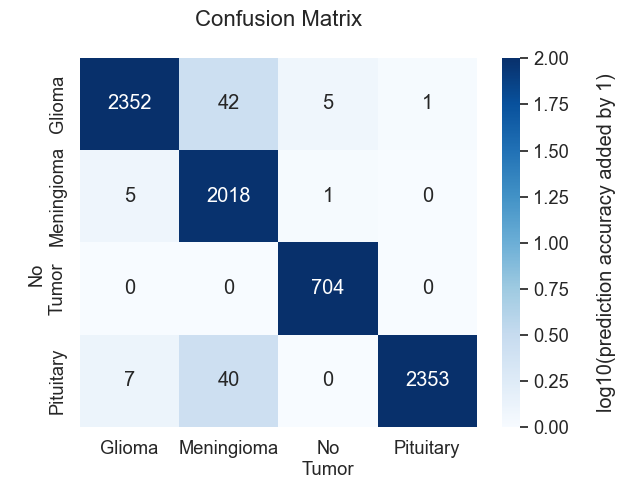 Confusion Matrix
Glioma
2352 42 5 1
Meningioma
5 2018 1 0
No
Tumor
0 0 704 0
Pituitary
7 40 0 2353
Glioma Meningioma No Pituitary
Tumor
2.00
1.75
1.50
1.25
1.00
0.75
0.50
0.25
0.00
log10(prediction accuracy added by 1)